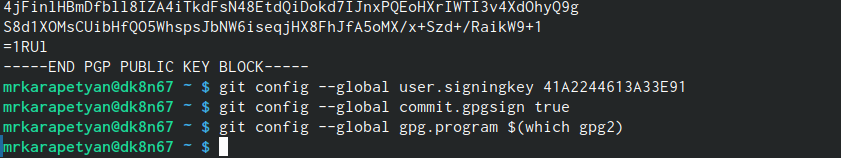 4jFinlHBmDfbll8IZA4iTkdFsN48EtdQiDokd7IJnxPQEoHXrIWTI3v4XdOhyQ9g
S8d1XOMsCUibHfQO5WhspsJbNW6iseqjHX8FhJfA5oMX/x+Szd+/RaikW9+1
=1RUl
-----END PGP PUBLIC KEY BLOCK-----
mrkarapetyan@dk8n67 ~ $ git config --global user.signingkey 41A2244613A33E91
mrkarapetyan@dk8n67 ~ $ git config --global commit.gpgsign true
mrkarapetyan@dk8n67 ~ $ git config --global gpg.program $(which gpg2)
mrkarapetyan@dk8n67 ~ $